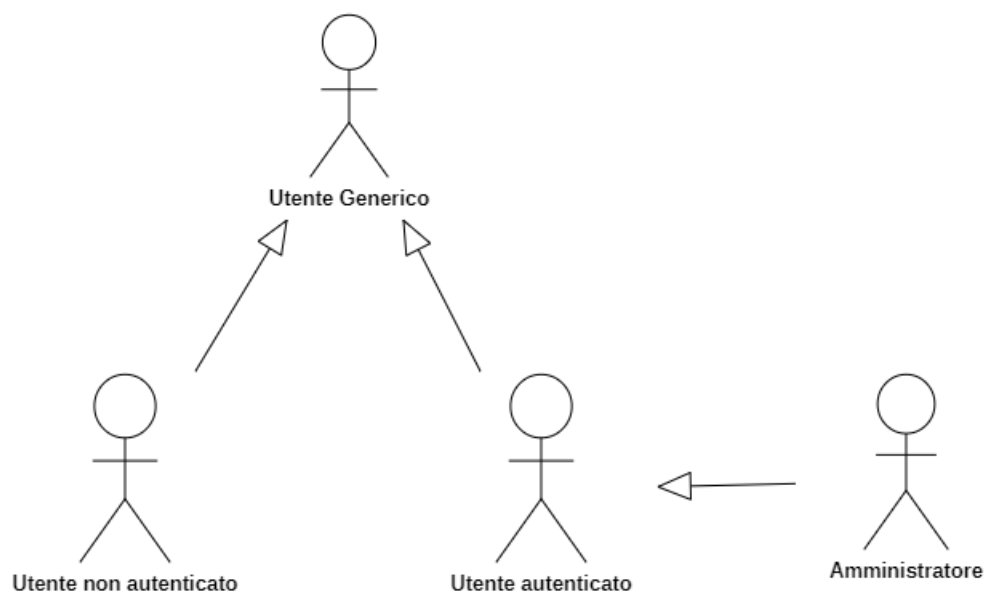 Utente Generico
Utente non autenticato
Utente autenticato
Amministratore